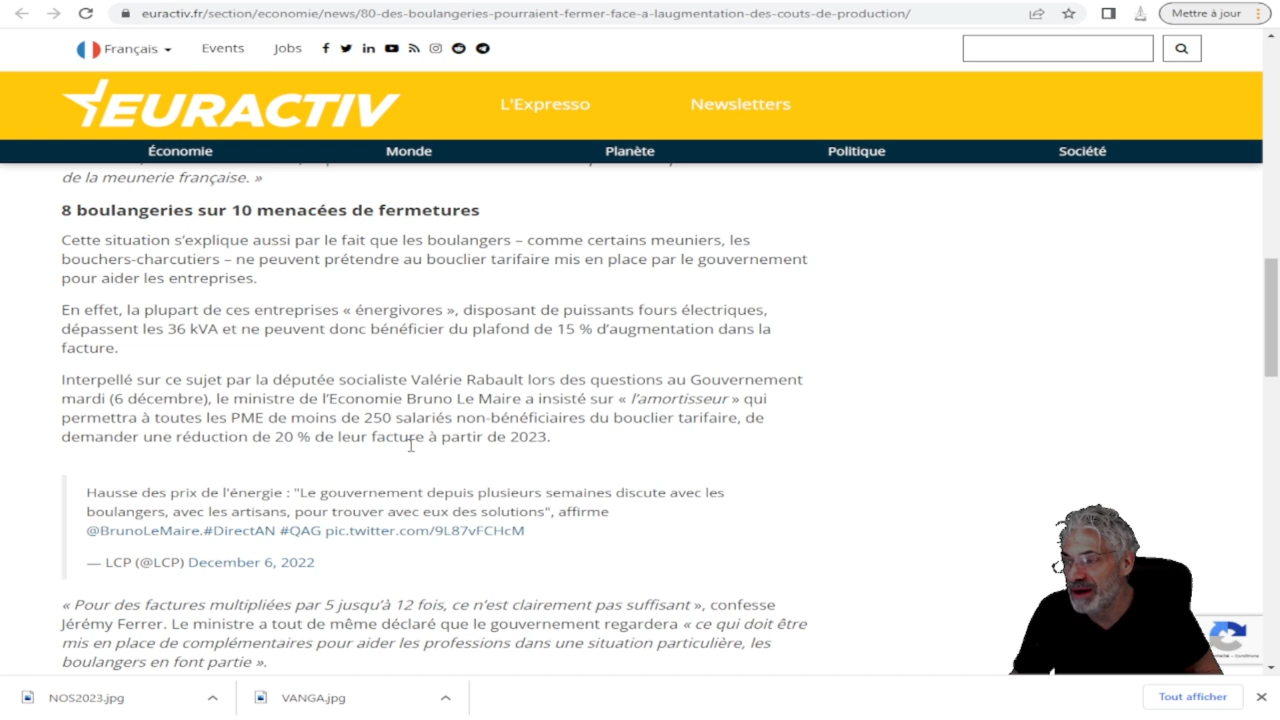 euractiv.fr/section/economie/news/80-des-boulangeries-pourraient-fermer-face-a-laugmentation-des-couts-de-production/
Mettre à jour
Français
Events
Jobs
EURACTIV
L'Expresso
Newsletters
Économie
Monde
Planète
Politique
Société
de la meunerie française. »
8 boulangeries sur 10 menacées de fermetures
Cette situation s'explique aussi par le fait que les boulangers – comme certains meuniers, les
bouchers-charcutiers – ne peuvent prétendre au bouclier tarifaire mis en place par le gouvernement
pour aider les entreprises.
En effet, la plupart de ces entreprises « énergivores », disposant de puissants fours électriques,
dépassent les 36 kVA et ne peuvent donc bénéficier du plafond de 15 % d'augmentation dans la
facture.
Interpellé sur ce sujet par la députée socialiste Valérie Rabault lors des questions au Gouvernement
mardi (6 décembre), le ministre de l'Economie Bruno Le Maire a insisté sur « l'amortisseur » qui
permettra à toutes les PME de moins de 250 salariés non-bénéficiaires du bouclier tarifaire, de
demander une réduction de 20 % de leur facture à partir de 2023.
Hausse des prix de l'énergie : "Le gouvernement depuis plusieurs semaines discute avec les
boulangers, avec les artisans, pour trouver avec eux des solutions", affirme
@BrunoLeMaire.#DirectAN #QAG pic.twitter.com/9L87vFCHcM
— LCP (@LCP) December 6, 2022
« Pour des factures multipliées par 5 jusqu'à 12 fois, ce n'est clairement pas suffisant », confesse
Jérémy Ferrer. Le ministre a tout de même déclaré que le gouvernement regardera « ce qui doit être
mis en place de complémentaires pour aider les professions dans une situation particulière, les
boulangers en font partie ».
NOS2023.jpg
VANGA.jpg
Tout afficher